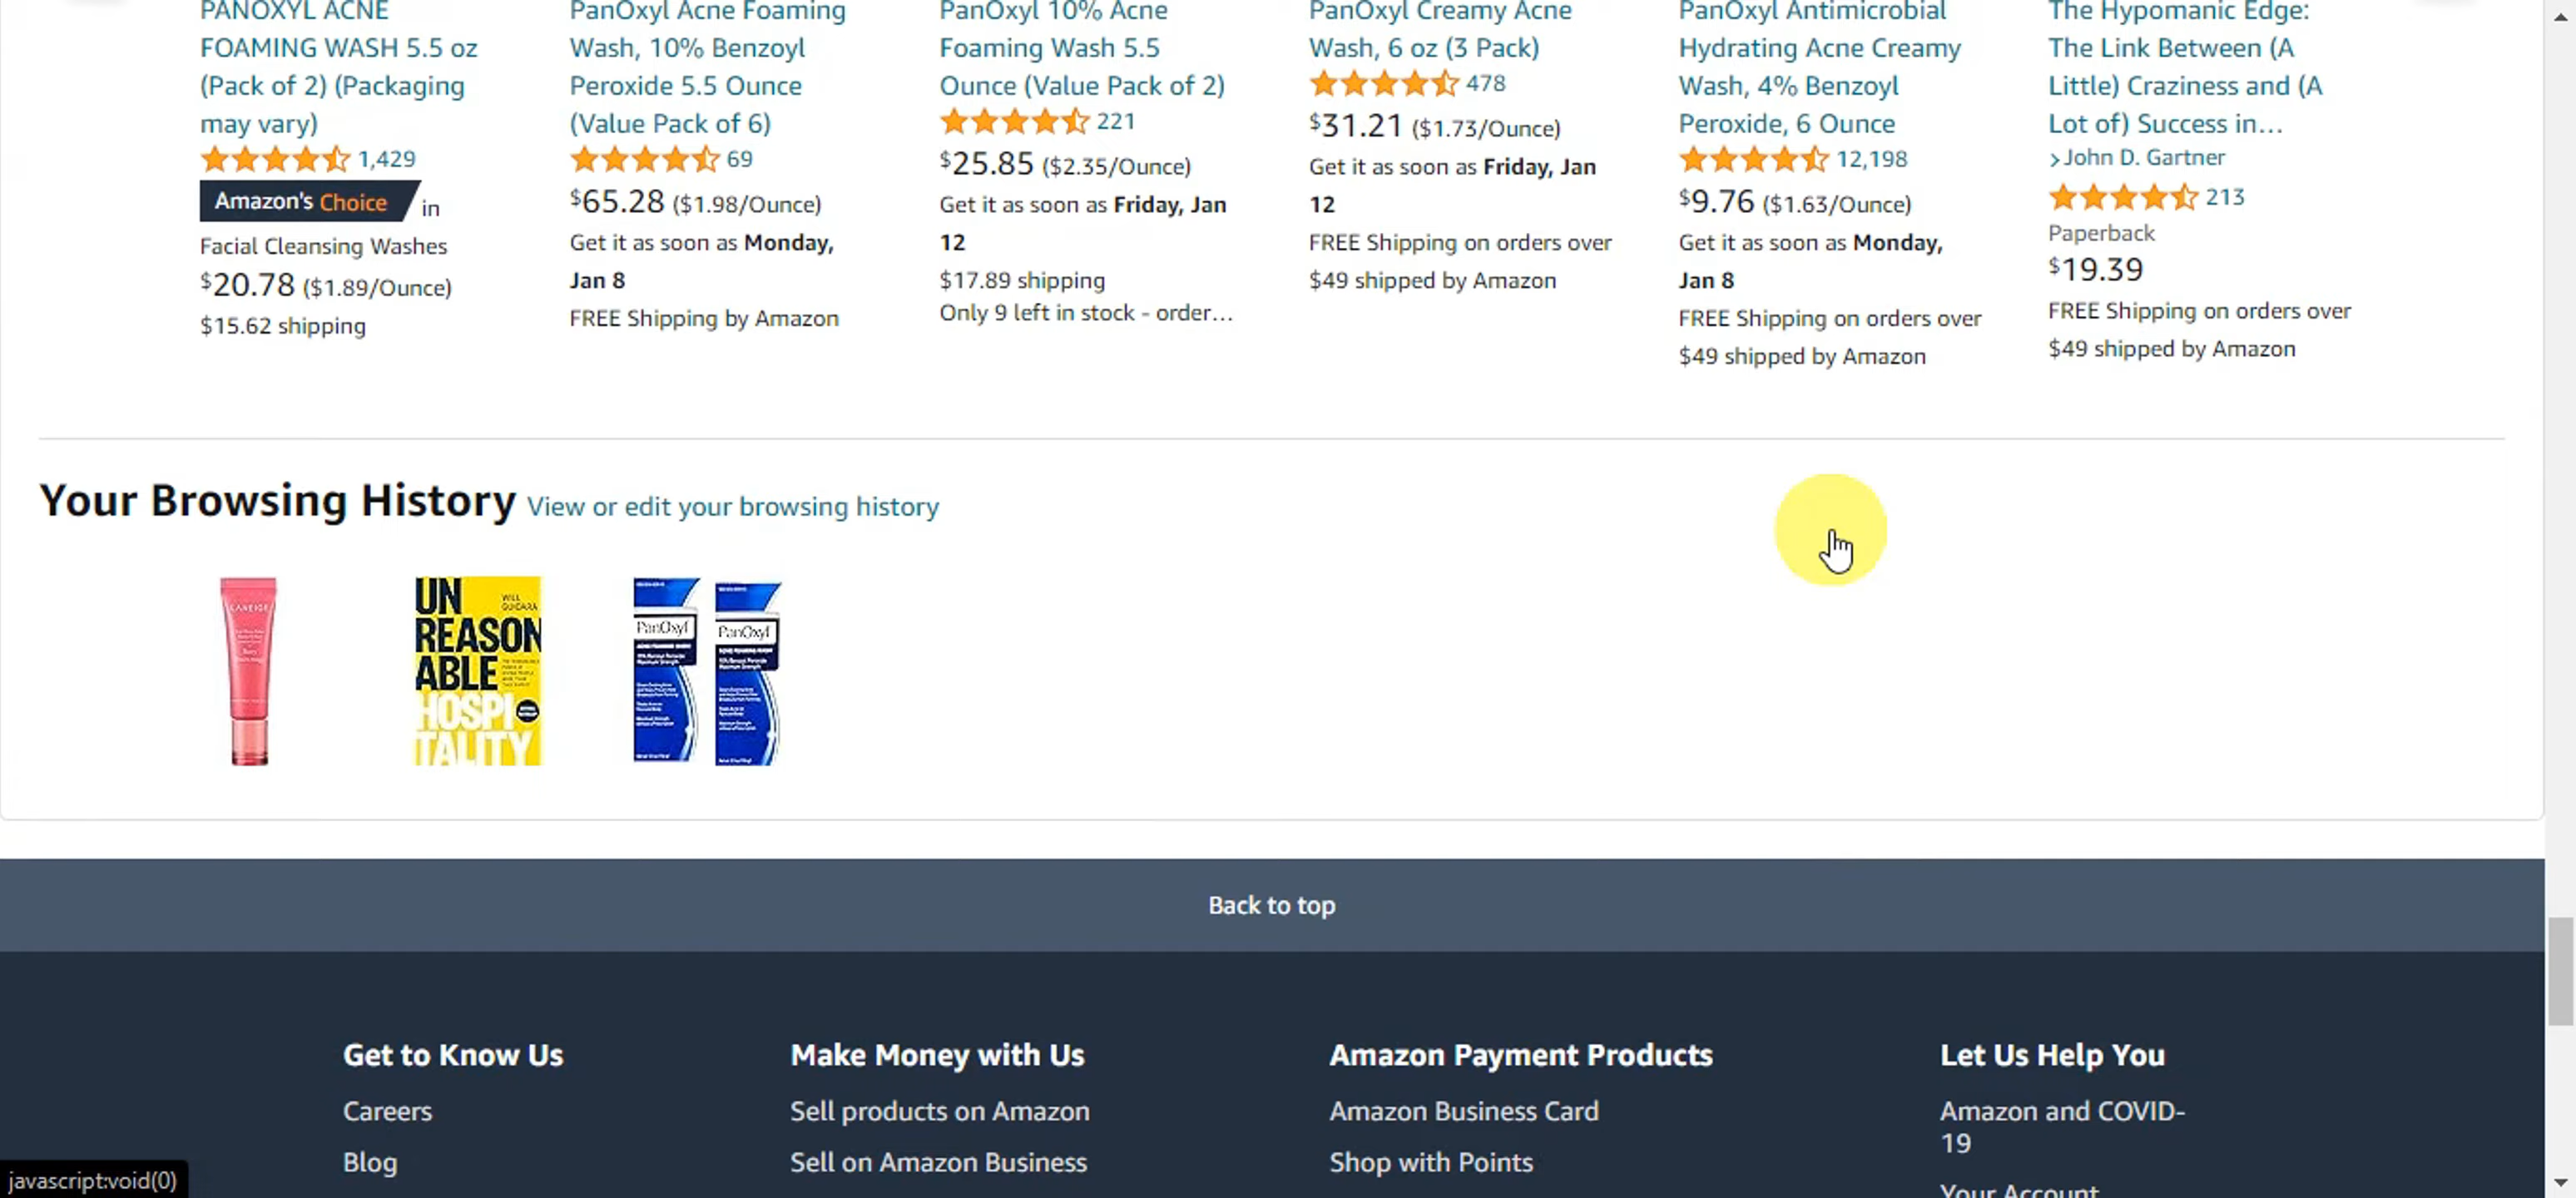 PANOXYL ACNE
FOAMING WASH 5.5 oz
(Pack of 2) (Packaging
may vary)
1,429
Amazon's Choice in
Facial Cleansing Washes
$20.78 ($1.89/Ounce)
$15.62 shipping
PanOxyl Acne Foaming
Wash, 10% Benzoyl
Peroxide 5.5 Ounce
(Value Pack of 6)
69
$65.28 ($1.98/Ounce)
Get it as soon as Monday,
Jan 8
FREE Shipping by Amazon
PanOxyl 10% Acne
Foaming Wash 5.5
Ounce (Value Pack of 2)
221
$25.85 ($2.35/Ounce)
Get it as soon as Friday, Jan
12
$17.89 shipping
Only 9 left in stock - order...
PanOxyl Creamy Acne
Wash, 6 oz (3 Pack)
478
$31.21 ($1.73/Ounce)
Get it as soon as Friday, Jan
12
FREE Shipping on orders over
$49 shipped by Amazon
PanOxyl Antimicrobial
Hydrating Acne Creamy
Wash, 4% Benzoyl
Peroxide, 6 Ounce
12,198
$9.76 ($1.63/Ounce)
Get it as soon as Monday,
Jan 8
FREE Shipping on orders over
$49 shipped by Amazon
The Hypomanic Edge:
The Link Between (A
Little) Craziness and (A
Lot of) Success in...
›John D. Gartner
213
Paperback
$19.39
FREE Shipping on orders over
$49 shipped by Amazon
Your Browsing History View or edit your browsing history
LANEIGE
UN
REASON
ABLE
HOSPI
TALITY
WILL
GUIDARA
PanOxyl
PanOxyl
Back to top
Get to Know Us
Careers
Blog
Make Money with Us
Sell products on Amazon
Sell on Amazon Business
Amazon Payment Products
Amazon Business Card
Shop with Points
Let Us Help You
Amazon and COVID-
19
Your Account
javascript:void(0)